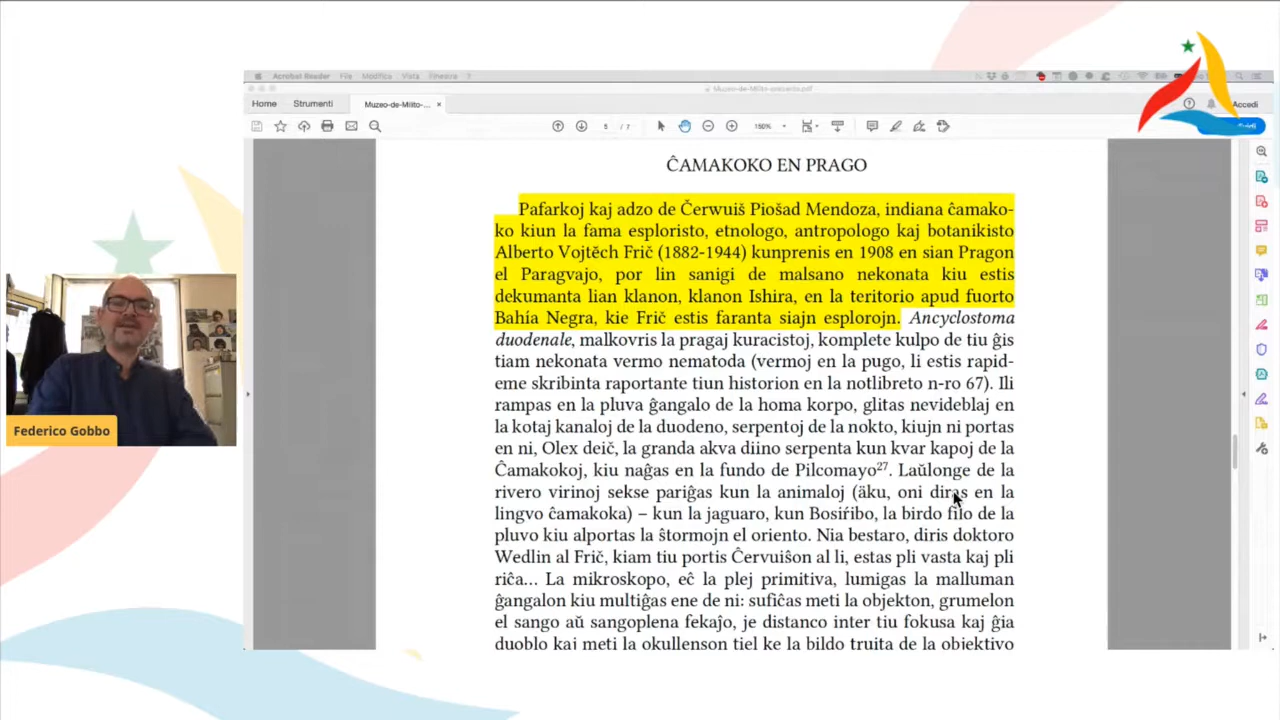 Acrobat Reader File Modifica Vista Finestra ?
Muzeo-de-Milito-
Home Strumenti Muzeo-de-Milito-... × Accedi
5 / 7 150%
ĈAMAKOKO EN PRAGO
Pafarkoj kaj adzo de Čerwuiš Piošad Mendoza, indiana ĉamako-
ko kiun la fama esploristo, etnologo, antropologo kaj botanikisto
Alberto Vojtěch Frič (1882-1944) kunprenis en 1908 en sian Pragon
el Paragvajo, por lin sanigi de malsano nekonata kiu estis
dekumanta lian klanon, klanon Ishira, en la teritorio apud fuorto
Bahía Negra, kie Frič estis faranta siajn esplorojn. Ancyclostoma
duodenale, malkovris la pragaj kuracistoj, komplete kulpo de tiu ĝis
tiam nekonata vermo nematoda (vermoj en la pugo, li estis rapid-
eme skribinta raportante tiun historion en la notlibreto n-ro 67). Ili
rampas en la pluva ĝangalo de la homa korpo, glitas nevideblaj en
la kotaj kanaloj de la duodeno, serpentoj de la nokto, kiujn ni portas
en ni, Olex deič, la granda akva diino serpenta kun kvar kapoj de la
Ĉamakokoj, kiu naĝas en la fundo de Pilcomayo²⁷. Laŭlonge de la
rivero virinoj sekse pariĝas kun la animaloj (äku, oni diras en la
lingvo ĉamakoka) – kun la jaguaro, kun Bosiŕibo, la birdo filo de la
pluvo kiu alportas la ŝtormojn el oriento. Nia bestaro, diris doktoro
Wedlin al Frič, kiam tiu portis Ĉervuiŝon al li, estas pli vasta kaj pli
riĉa... La mikroskopo, eĉ la plej primitiva, lumigas la malluman
ĝangalon kiu multiĝas ene de ni: sufiĉas meti la objekton, grumelon
el sango aŭ sangoplena fekaĵo, je distanco inter tiu fokusa kaj ĝia
duoblo kaj meti la okullenson tiel ke la bildo truita de la objektivo
Federico Gobbo